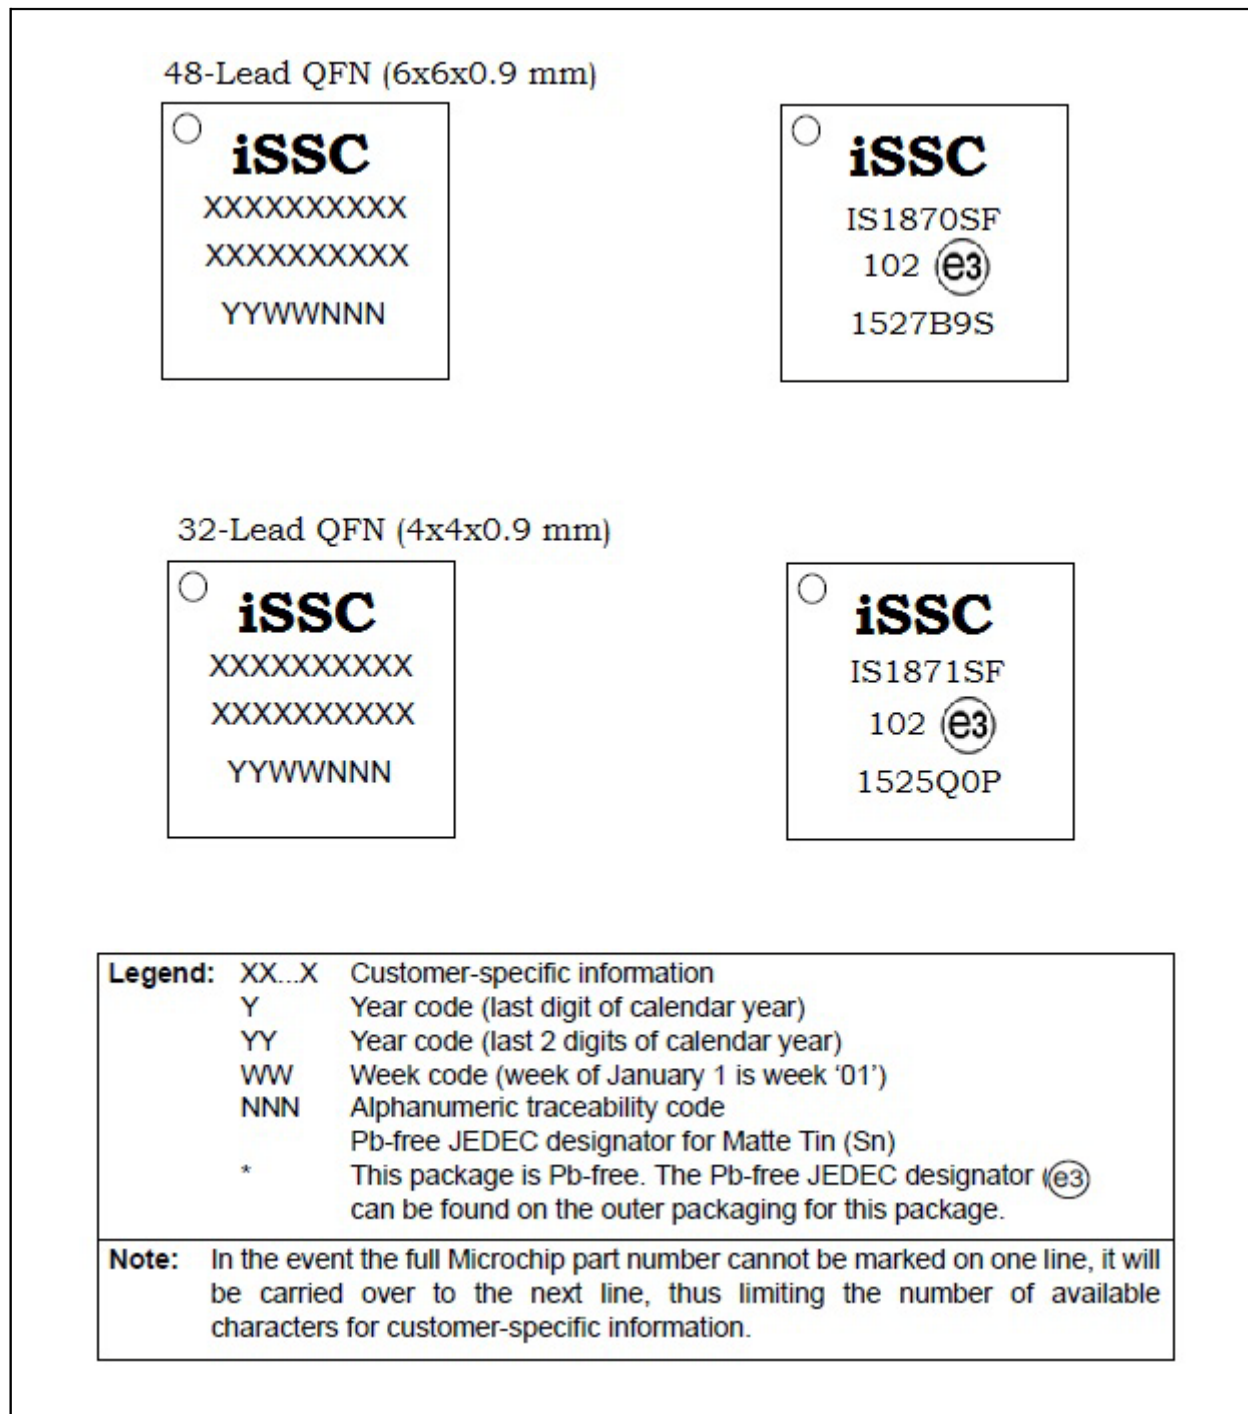 48-Lead QFN (6x6x0.9 mm)
iSSC
XXXXXXXXXX
XXXXXXXXXX
YYWWNNN
iSSC
IS1870SF
102 e3
1527B9S
32-Lead QFN (4x4x0.9 mm)
iSSC
XXXXXXXXXX
XXXXXXXXXX
YYWWNNN
iSSC
IS1871SF
102 e3
1525Q0P
Legend: XX...X Customer-specific information
Y Year code (last digit of calendar year)
YY Year code (last 2 digits of calendar year)
WW Week code (week of January 1 is week ‘01’)
NNN Alphanumeric traceability code
Pb-free JEDEC designator for Matte Tin (Sn)
* This package is Pb-free. The Pb-free JEDEC designator (e3)
can be found on the outer packaging for this package.
Note: In the event the full Microchip part number cannot be marked on one line, it will
be carried over to the next line, thus limiting the number of available
characters for customer-specific information.